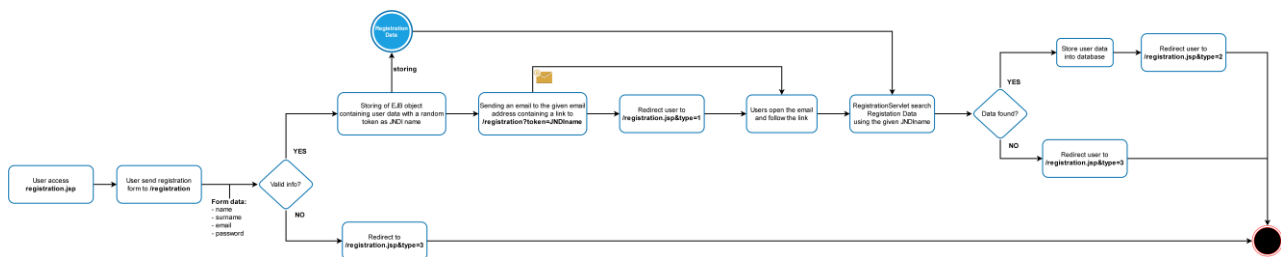 Registration
Data
storing
Storing of EJB object
containing user data with a random
token as JNDI name
Sending an email to the given email
address containing a link to
/registration?token=JNDIname
Redirect user to
/registration.jsp&type=1
Users open the email
and follow the link
RegistrationServlet search
Registation Data
using the given JNDIname
Data found?
YES
Store user data
into database
Redirect user to
/registration.jsp&type=2
NO
Redirect user to
/registration.jsp&type=3
User access
registration.jsp
User send registration
form to /registration
Form data:
- name
- surname
- email
- password
Valid info?
YES
NO
Redirect to
/registration.jsp&type=3